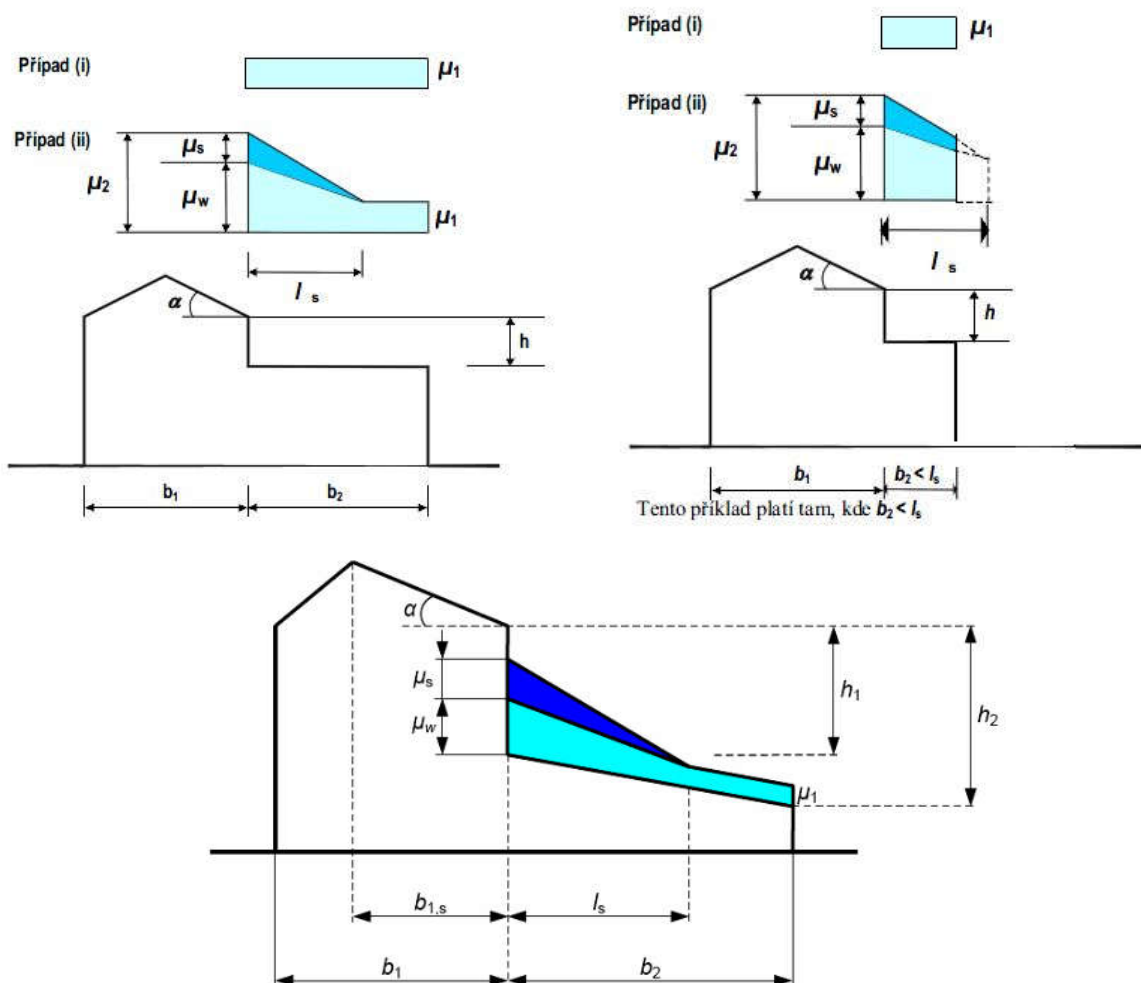 Případ (i)
μ1
Případ (ii)
μs
μ2
μw
μ1
l s
α
h
b1
b2
Případ (i)
μ1
Případ (ii)
μs
μ2
μw
l s
α
h
b1
b2 < ls
Tento příklad platí tam, kde b2 < ls
α
μs
μw
h1
h2
μ1
b1,s
ls
b1
b2